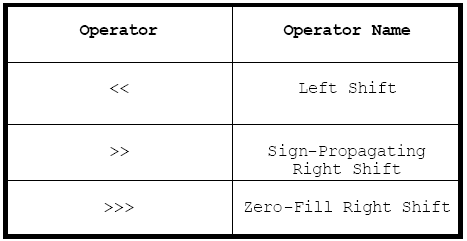 Operator Operator Name
<< Left Shift
>> Sign-Propagating
Right Shift
>>> Zero-Fill Right Shift